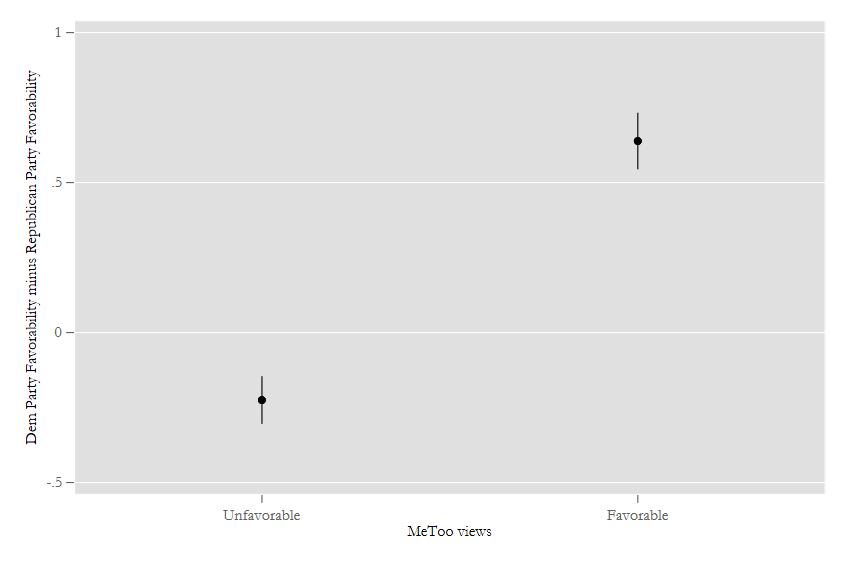 Dem Party Favorability minus Republican Party Favorability
1
.5
0
-.5
Unfavorable
Favorable
MeToo views